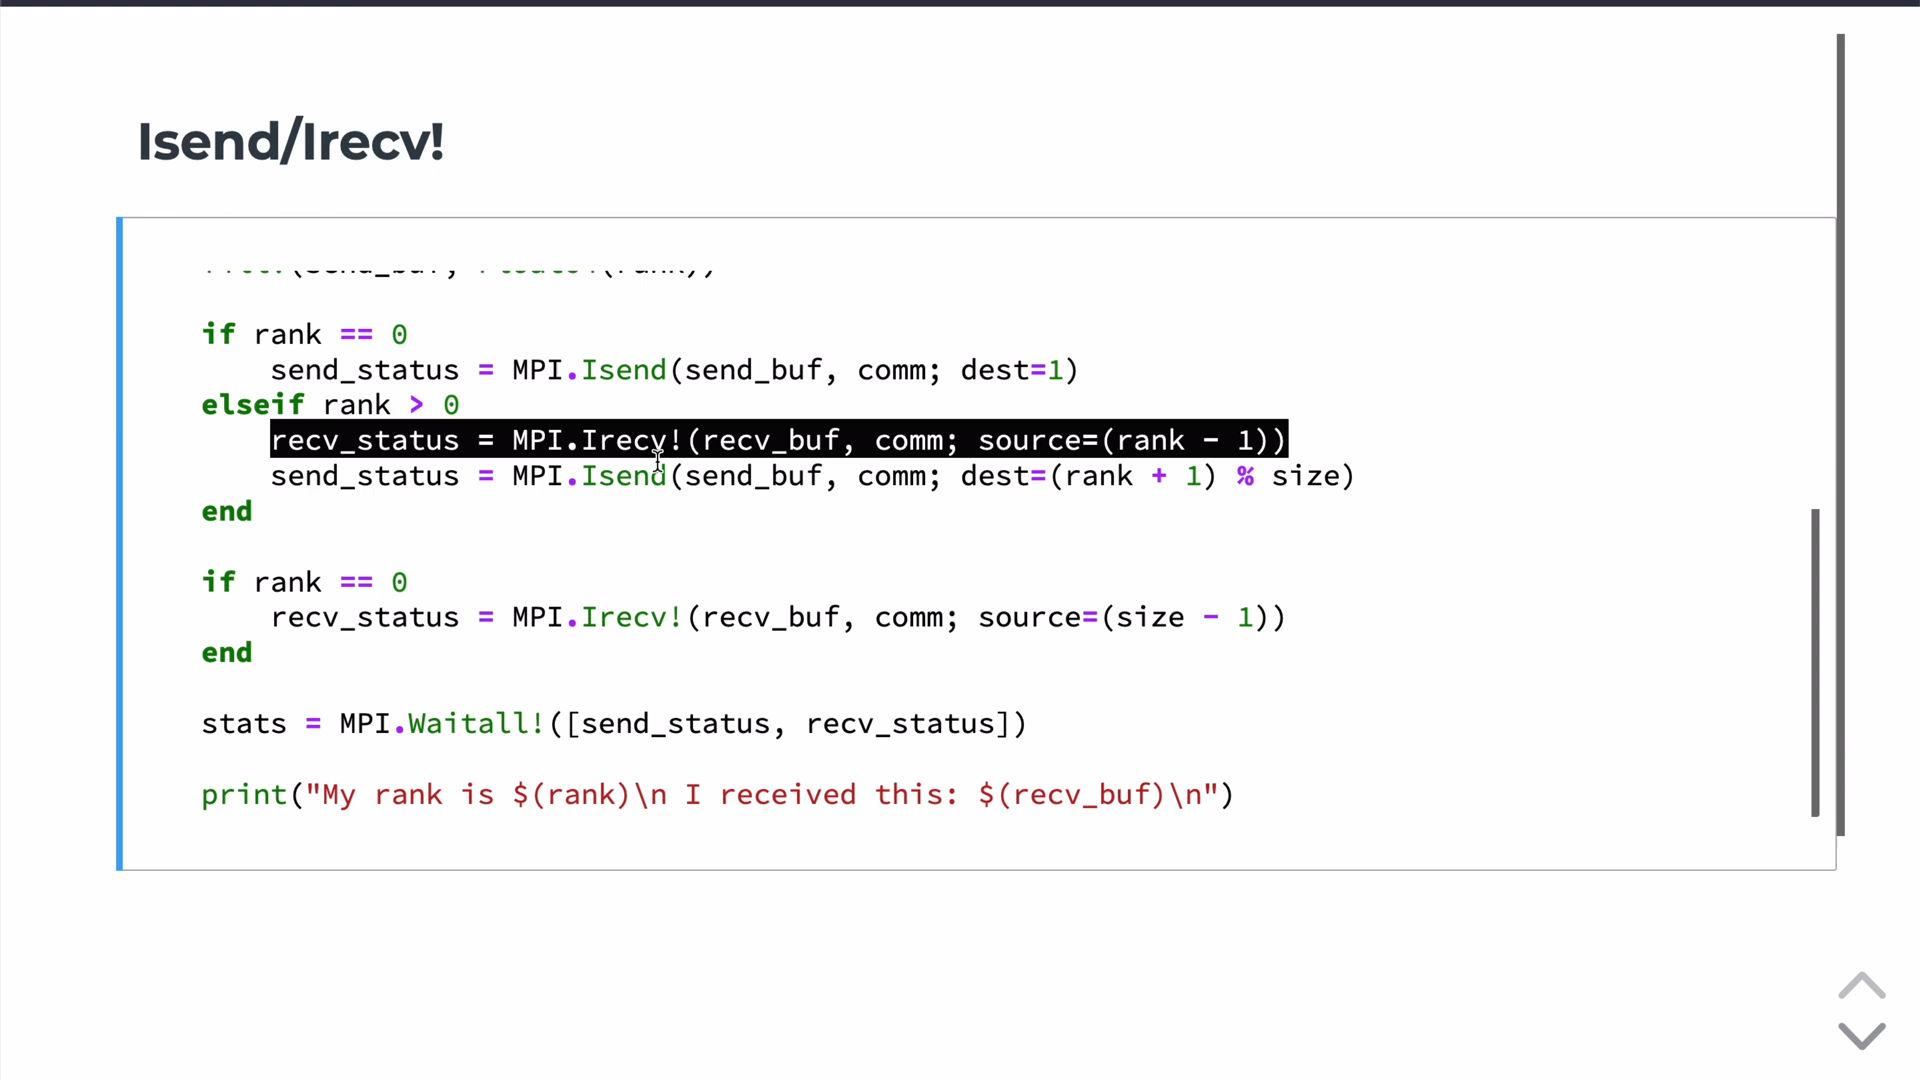 Isend/Irecv!
if rank == 0
    send_status = MPI.Isend(send_buf, comm; dest=1)
elseif rank > 0
    recv_status = MPI.Irecv!(recv_buf, comm; source=(rank - 1))
    send_status = MPI.Isend(send_buf, comm; dest=(rank + 1) % size)
end
if rank == 0
    recv_status = MPI.Irecv!(recv_buf, comm; source=(size - 1))
end
stats = MPI.Waitall!([send_status, recv_status])
print("My rank is $(rank)\n I received this: $(recv_buf)\n")